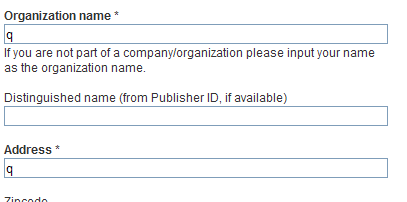 Organization name *
q
If you are not part of a company/organization please input your name
as the organization name.
Distinguished name (from Publisher ID, if available)
Address *
q
Zipcode